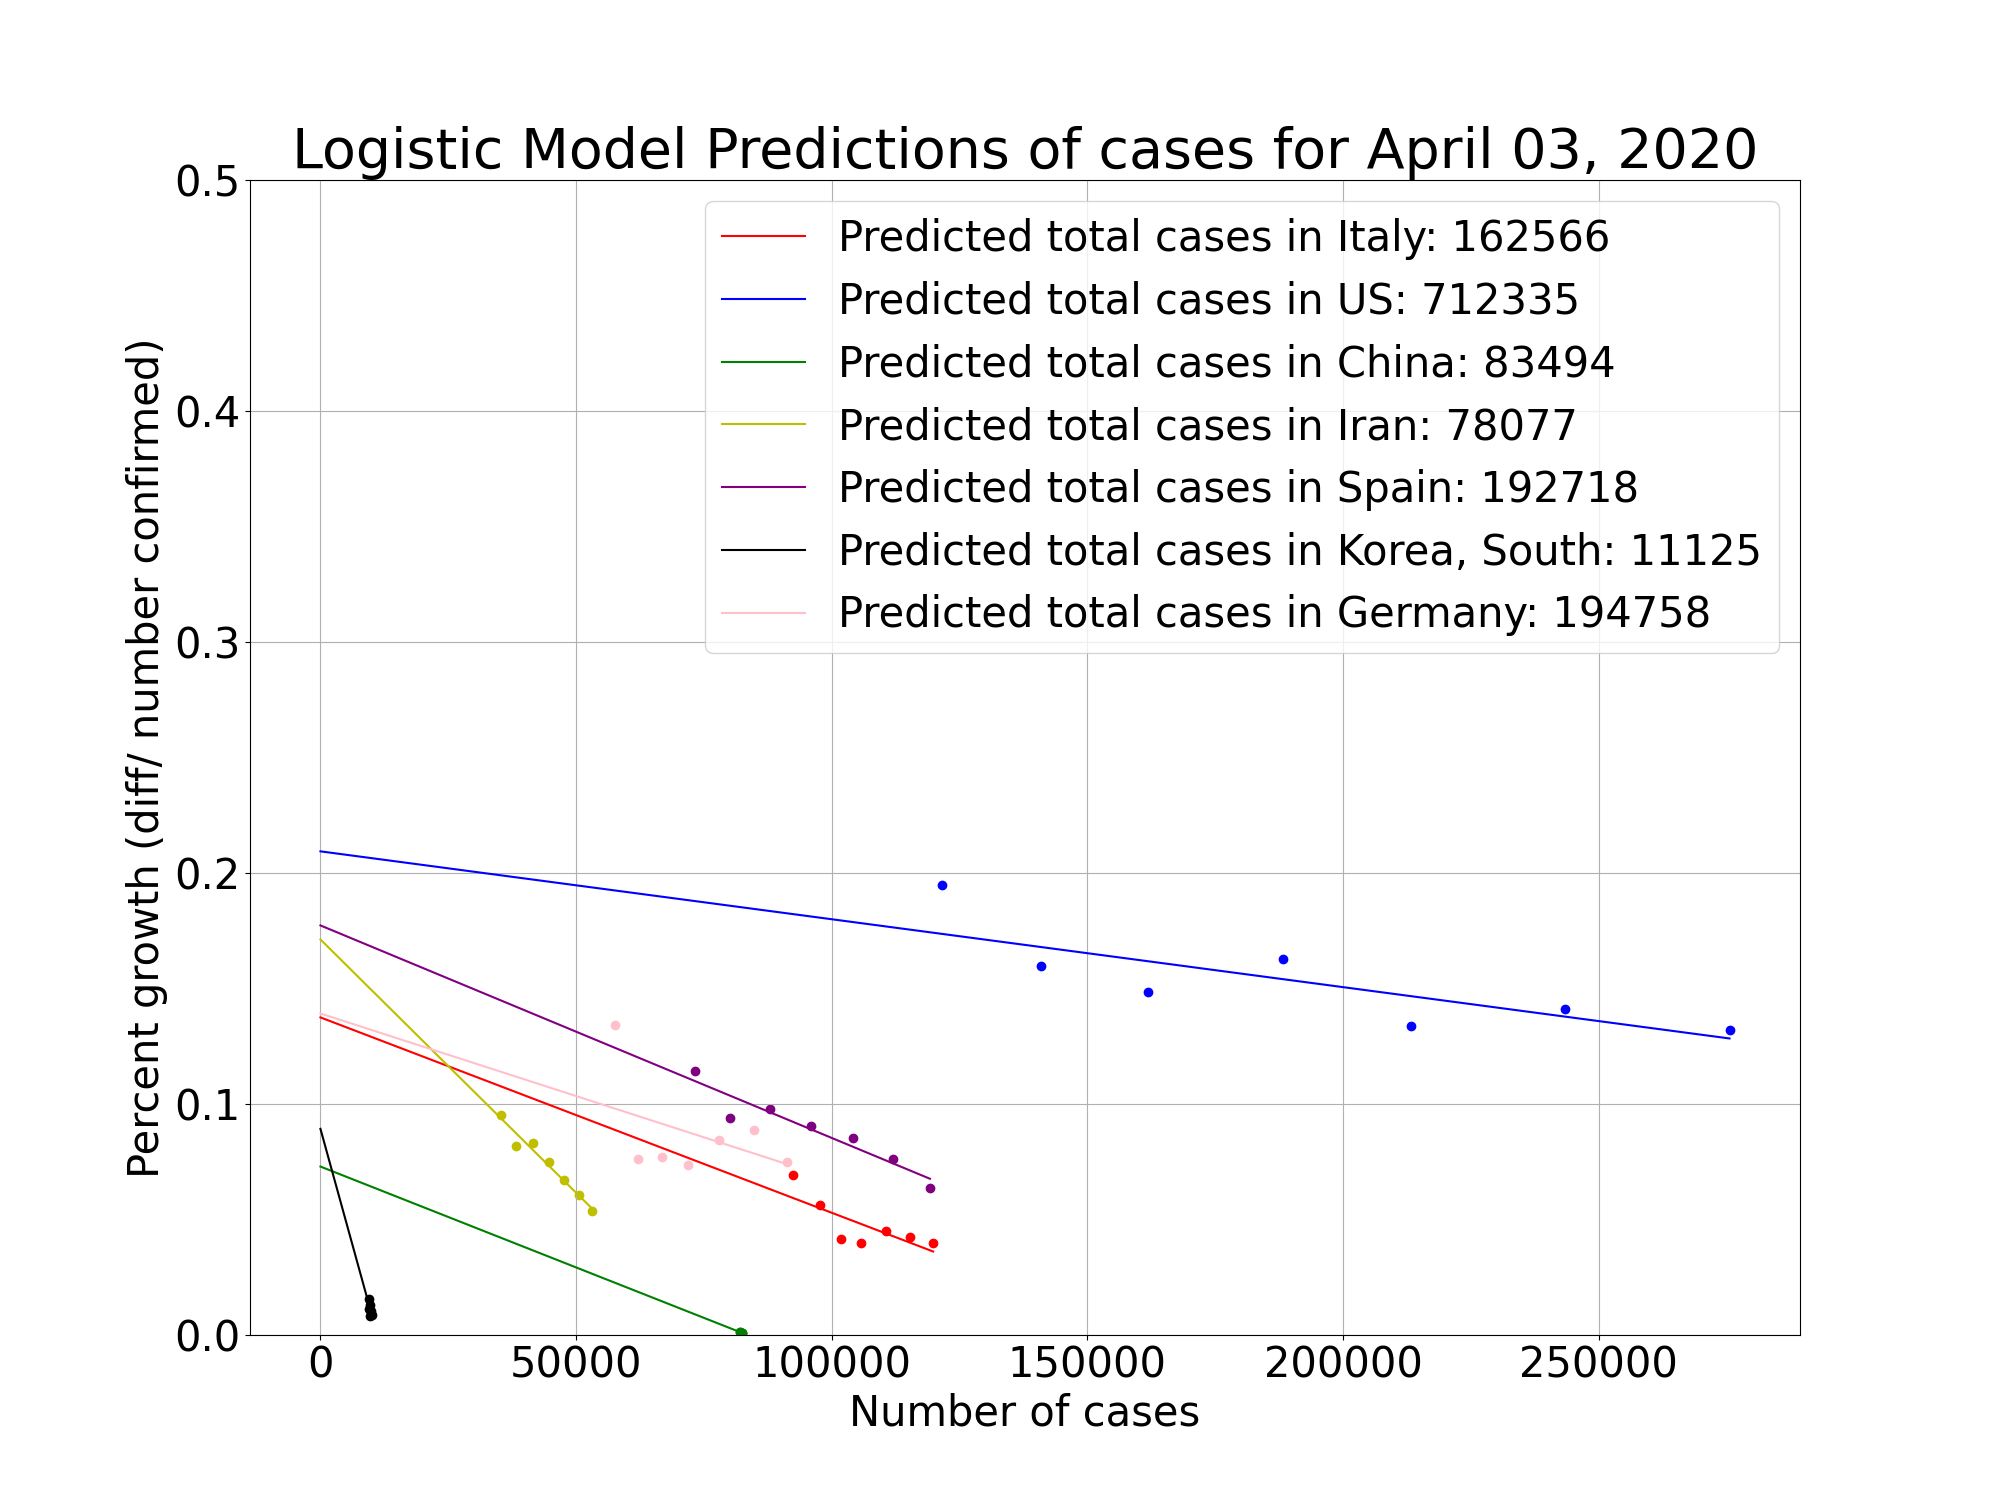 Logistic Model Predictions of cases for April 03, 2020
Predicted total cases in Italy: 162566
Predicted total cases in US: 712335
Predicted total cases in China: 83494
Predicted total cases in Iran: 78077
Predicted total cases in Spain: 192718
Predicted total cases in Korea, South: 11125
Predicted total cases in Germany: 194758
Percent growth (diff/ number confirmed)
0.5
0.4
0.3
0.2
0.1
0.0
0 50000 100000 150000 200000 250000
Number of cases